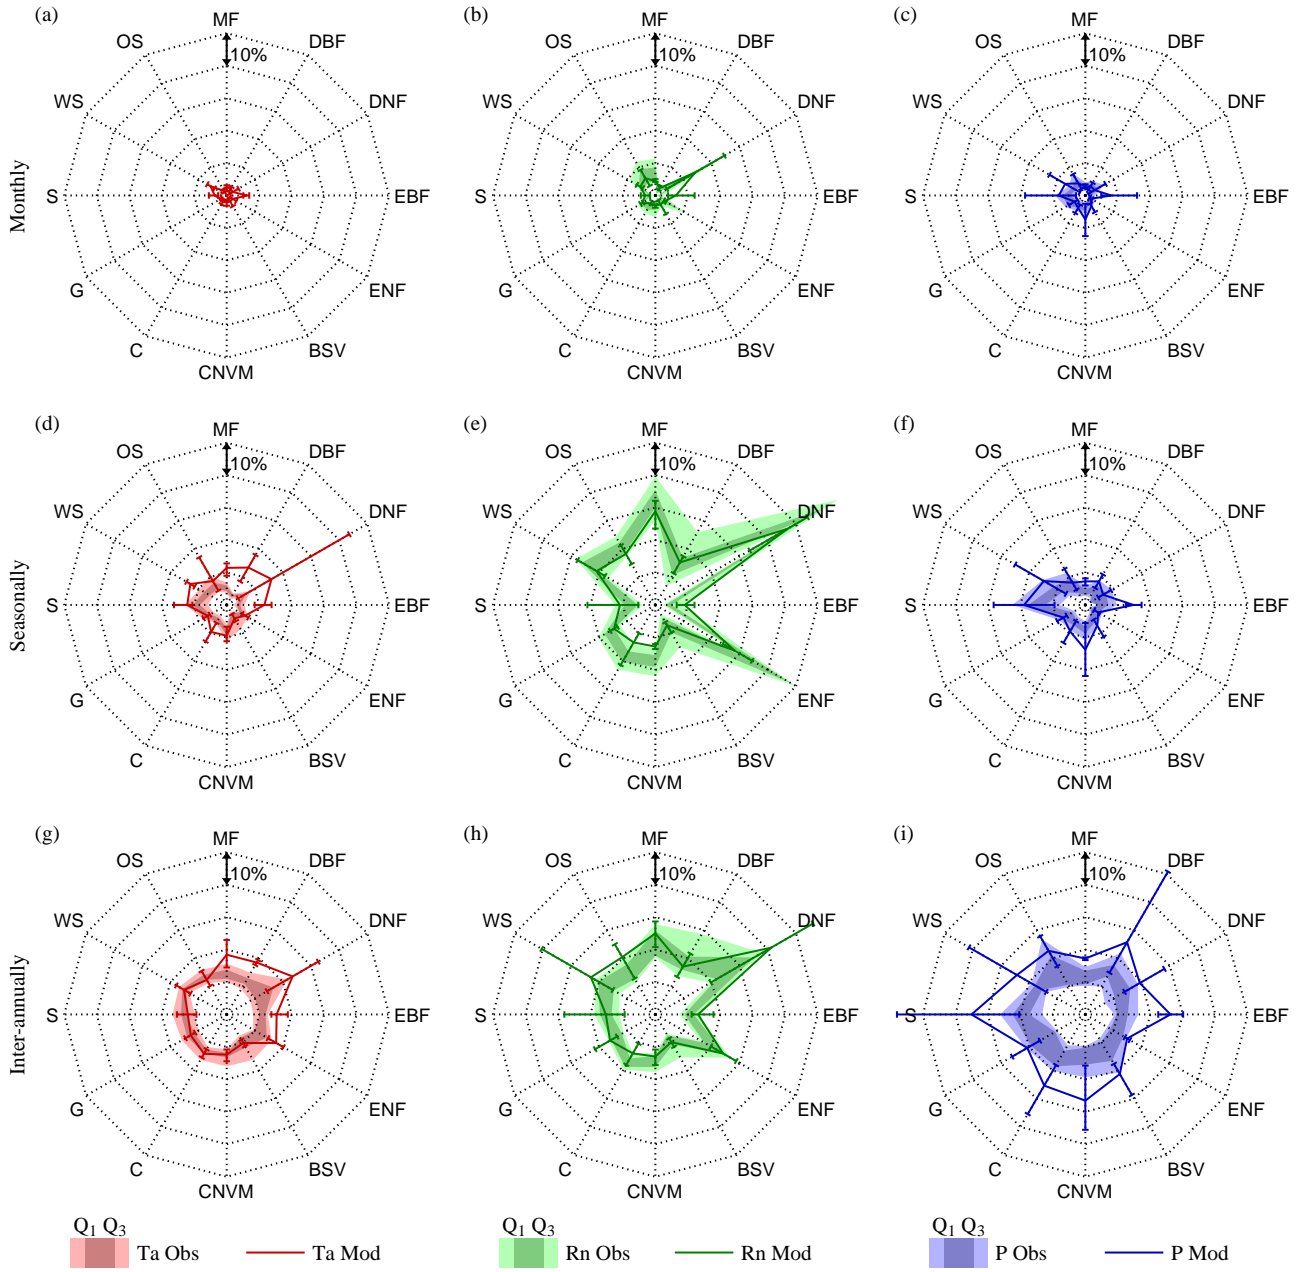 (a) (b) (c)
MF MF MF
OS DBF OS DBF OS DBF
10% 10% 10%
WS DNF WS DNF WS DNF
Monthly
S EBF S EBF S EBF
G ENF G ENF G ENF
C BSV C BSV C BSV
CNVM CNVM CNVM
(d) (e) (f)
MF MF MF
OS DBF OS DBF OS DBF
10% 10% 10%
WS DNF WS DNF WS DNF
Seasonally
S EBF S EBF S EBF
G ENF G ENF G ENF
C BSV C BSV C BSV
CNVM CNVM CNVM
(g) (h) (i)
MF MF MF
OS DBF OS DBF OS DBF
10% 10% 10%
WS DNF WS DNF WS DNF
Inter-annually
S EBF S EBF S EBF
G ENF G ENF G ENF
C BSV C BSV C BSV
CNVM CNVM CNVM
Q1 Q3 Q1 Q3 Q1 Q3
Ta Obs Ta Mod Rn Obs Rn Mod P Obs P Mod